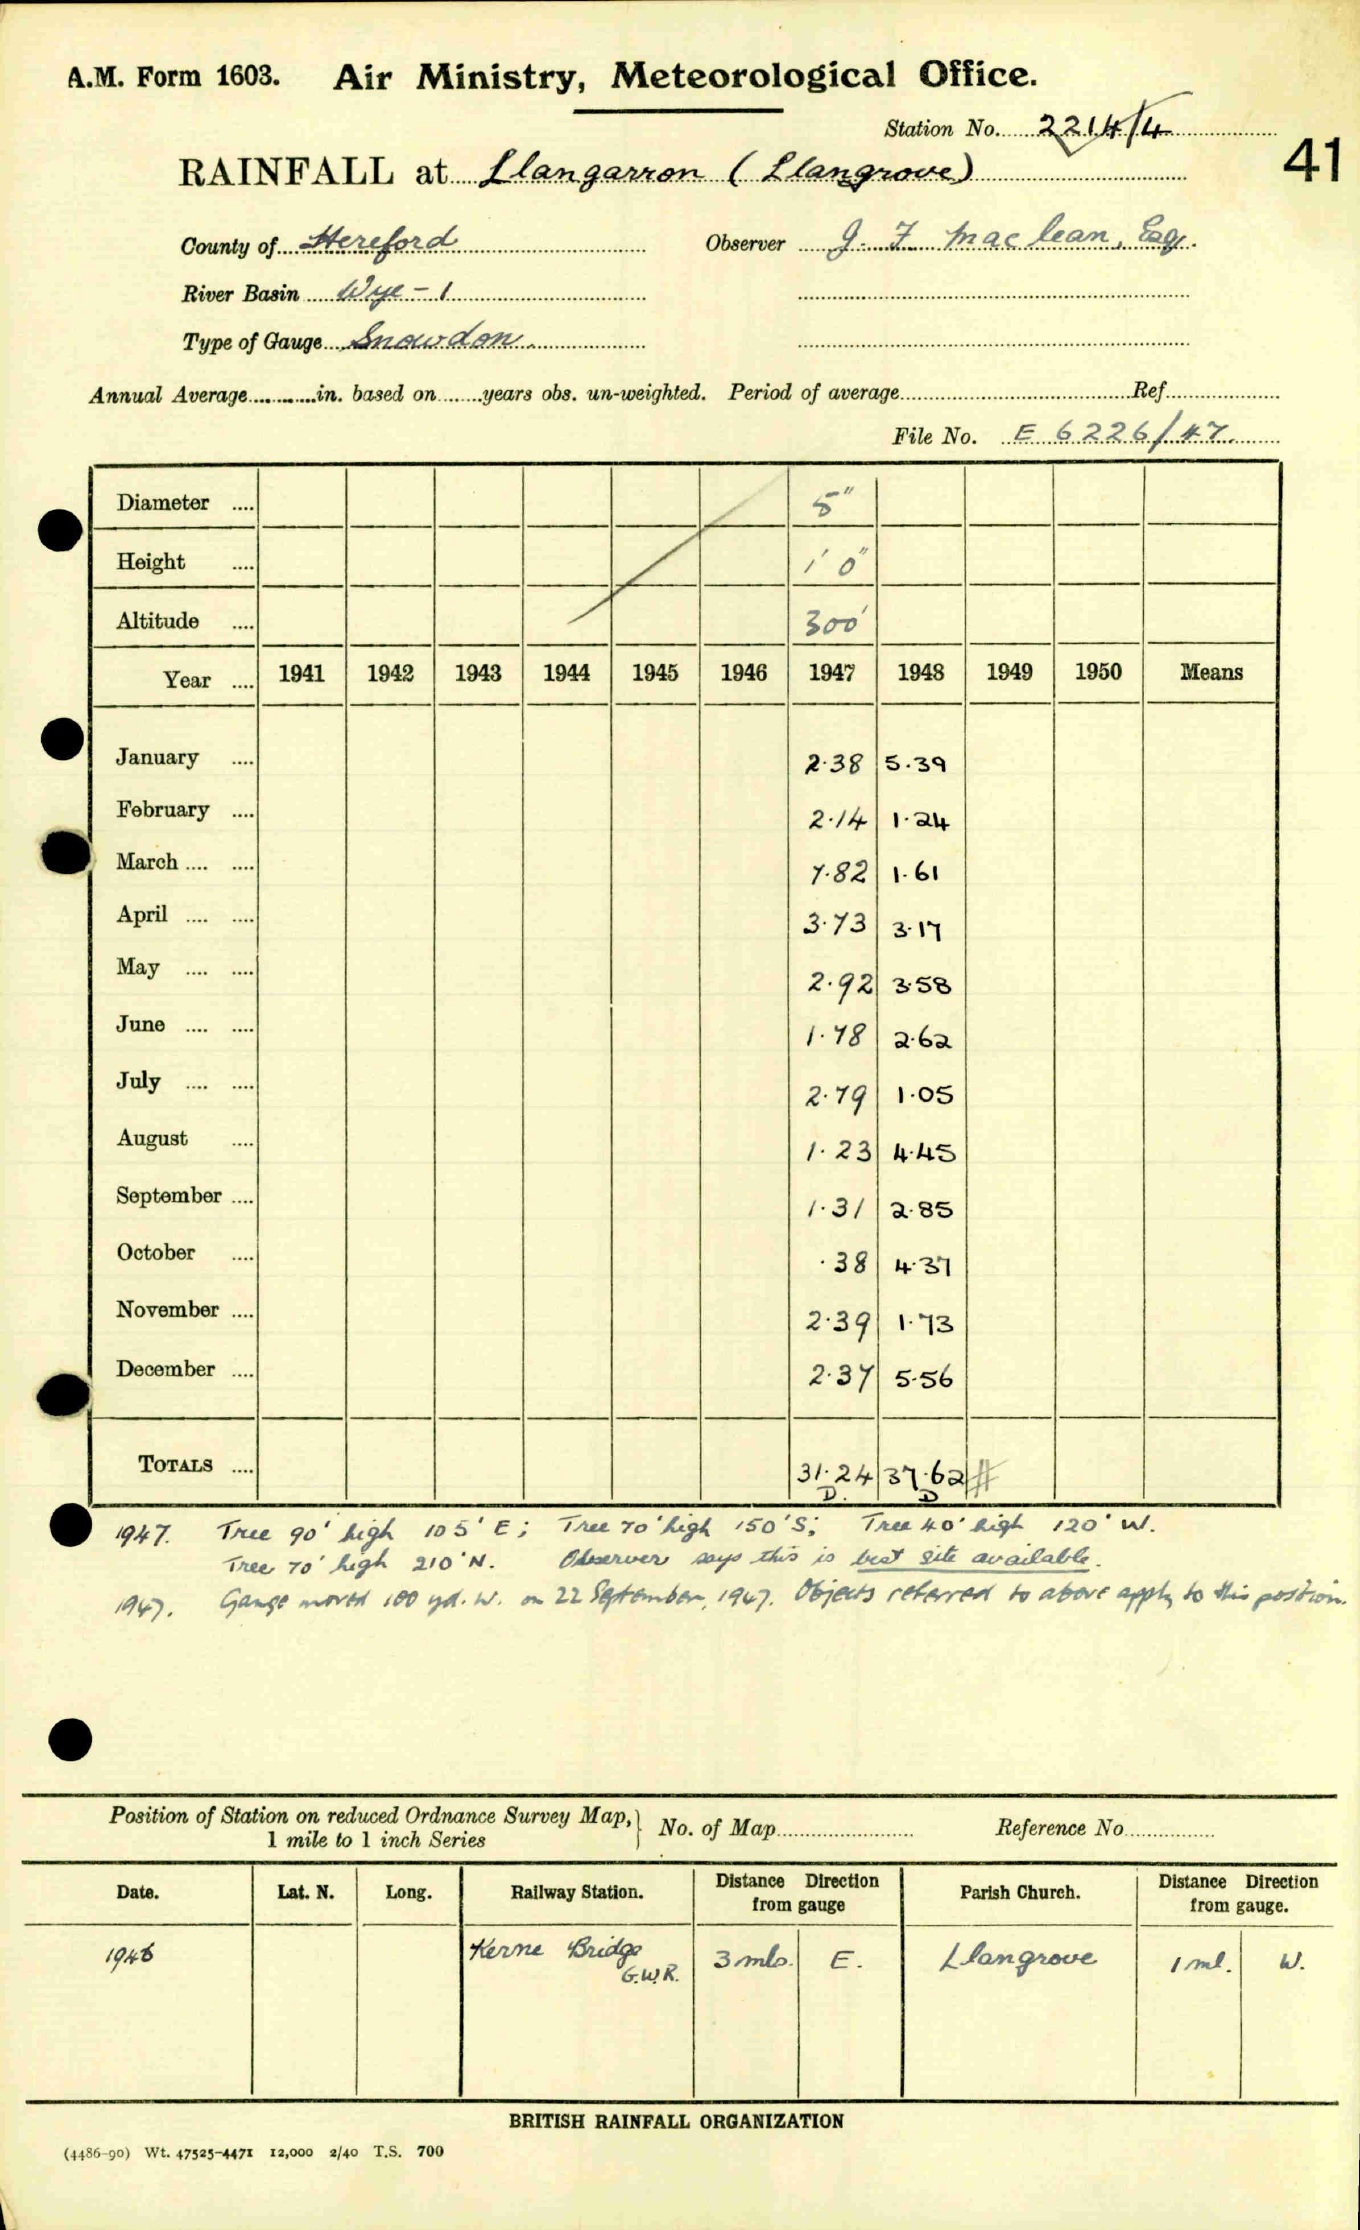 A.M. Form 1603. Air Ministry, Meteorological Office.
Station No. 2214/4
41
RAINFALL at Llangarron (Llangrove)
County of Hereford Observer J. F. Maclean, Esq.
River Basin Wye - 1
Type of Gauge Snowdon.
Annual Average in. based on years obs. un-weighted. Period of average Ref.
File No. E 6226/47.
Diameter 5"
Height 1' 0"
Altitude 300'
Year 1941 1942 1943 1944 1945 1946 1947 1948 1949 1950 Means
January 2.38 5.39
February 2.14 1.24
March 7.82 1.61
April 3.73 3.17
May 2.92 3.58
June 1.78 2.62
July 2.79 1.05
August 1.23 4.45
September 1.31 2.85
October .38 4.37
November 2.39 1.73
December 2.37 5.56
TOTALS 31.24 37.62 #
D. D
1947. Tree 90' high 105' E; Tree 70' high 150' S; Tree 40' high 120' W.
Tree 70' high 210' N. Observer says this is best site available.
1947. Gauge moved 100 yd. W. on 22 September, 1947. Objects referred to above apply to this position.
Position of Station on reduced Ordnance Survey Map, 1 mile to 1 inch Series No. of Map Reference No
Date. Lat. N. Long. Railway Station. Distance Direction from gauge Parish Church. Distance Direction from gauge.
1946 Kerne Bridge G.W.R. 3 mls. E. Llangrove 1 ml. W.
BRITISH RAINFALL ORGANIZATION
(4486-90) Wt. 47525-4471 12,000 2/40 T.S. 700